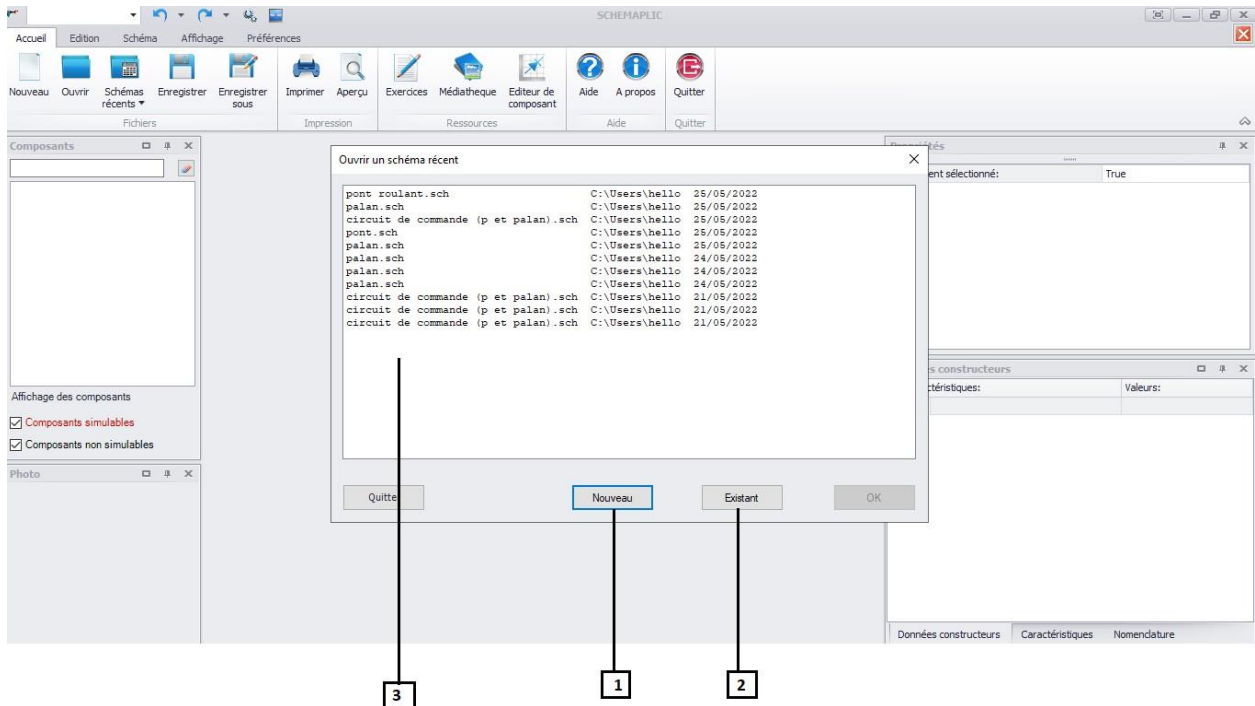 SCHEMAPLIC
Accueil Edition Schéma Affichage Préférences
Nouveau Ouvrir Schémas récents Enregistrer Enregistrer sous Imprimer Aperçu Exercices Médiatheque Editeur de composant Aide A propos Quitter
Fichiers Impression Ressources Aide Quitter
Composants
Ouvrir un schéma récent
pont roulant.sch C:\Users\hello 25/05/2022
palan.sch C:\Users\hello 25/05/2022
circuit de commande (p et palan).sch C:\Users\hello 25/05/2022
pont.sch C:\Users\hello 25/05/2022
palan.sch C:\Users\hello 25/05/2022
palan.sch C:\Users\hello 24/05/2022
palan.sch C:\Users\hello 24/05/2022
palan.sch C:\Users\hello 24/05/2022
circuit de commande (p et palan).sch C:\Users\hello 21/05/2022
circuit de commande (p et palan).sch C:\Users\hello 21/05/2022
circuit de commande (p et palan).sch C:\Users\hello 21/05/2022
Quitte Nouveau Existant OK
ent sélectionné: True
s constructeurs
ctéristiques: Valeurs:
Affichage des composants
Composants simulables
Composants non simulables
Photo
Données constructeurs Caractéristiques Nomenclature
3 1 2